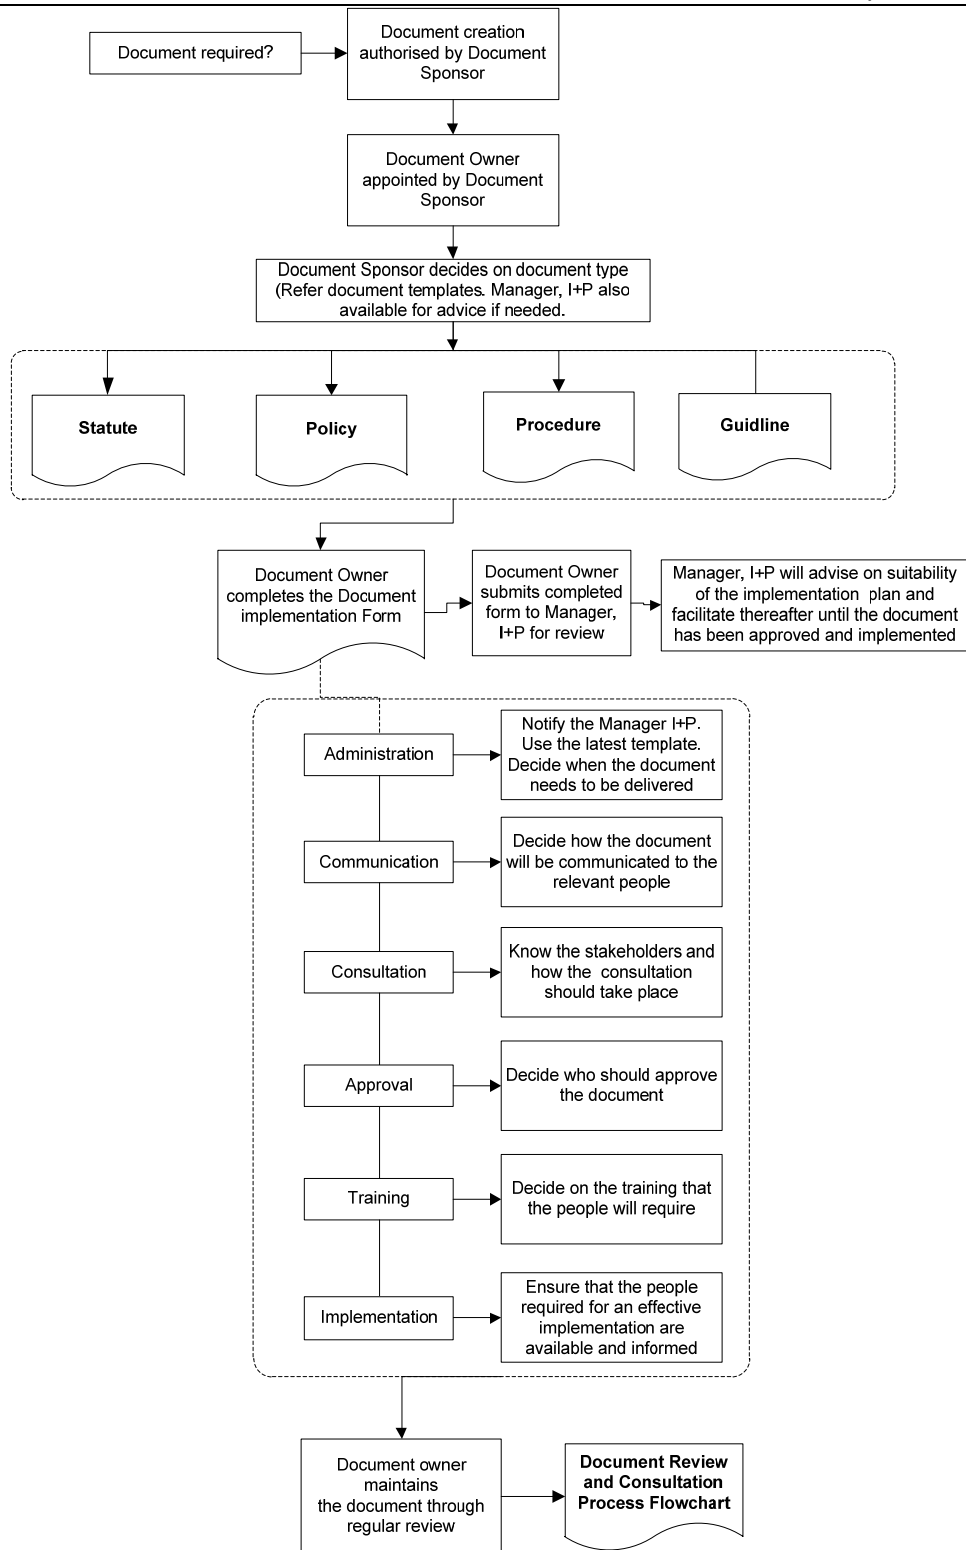 Document required?
Document creation
authorised by Document
Sponsor
Document Owner
appointed by Document
Sponsor
Document Sponsor decides on document type
(Refer document templates. Manager, I+P also
available for advice if needed.
Statute
Policy
Procedure
Guidline
Document Owner
completes the Document
implementation Form
Document Owner
submits completed
form to Manager,
I+P for review
Manager, I+P will advise on suitability
of the implementation plan and
facilitate thereafter until the document
has been approved and implemented
Administration
Notify the Manager I+P.
Use the latest template.
Decide when the document
needs to be delivered
Communication
Decide how the document
will be communicated to the
relevant people
Consultation
Know the stakeholders and
how the consultation
should take place
Approval
Decide who should approve
the document
Training
Decide on the training that
the people will require
Implementation
Ensure that the people
required for an effective
implementation are
available and informed
Document owner
maintains
the document through
regular review
Document Review
and Consultation
Process Flowchart